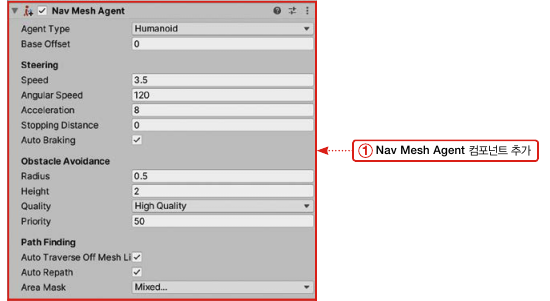 Nav Mesh Agent
Agent Type Humanoid
Base Offset 0
Steering
Speed 3.5
Angular Speed 120
Acceleration 8
Stopping Distance 0
Auto Braking
① Nav Mesh Agent 컴포넌트 추가
Obstacle Avoidance
Radius 0.5
Height 2
Quality High Quality
Priority 50
Path Finding
Auto Traverse Off Mesh Li
Auto Repath
Area Mask Mixed...